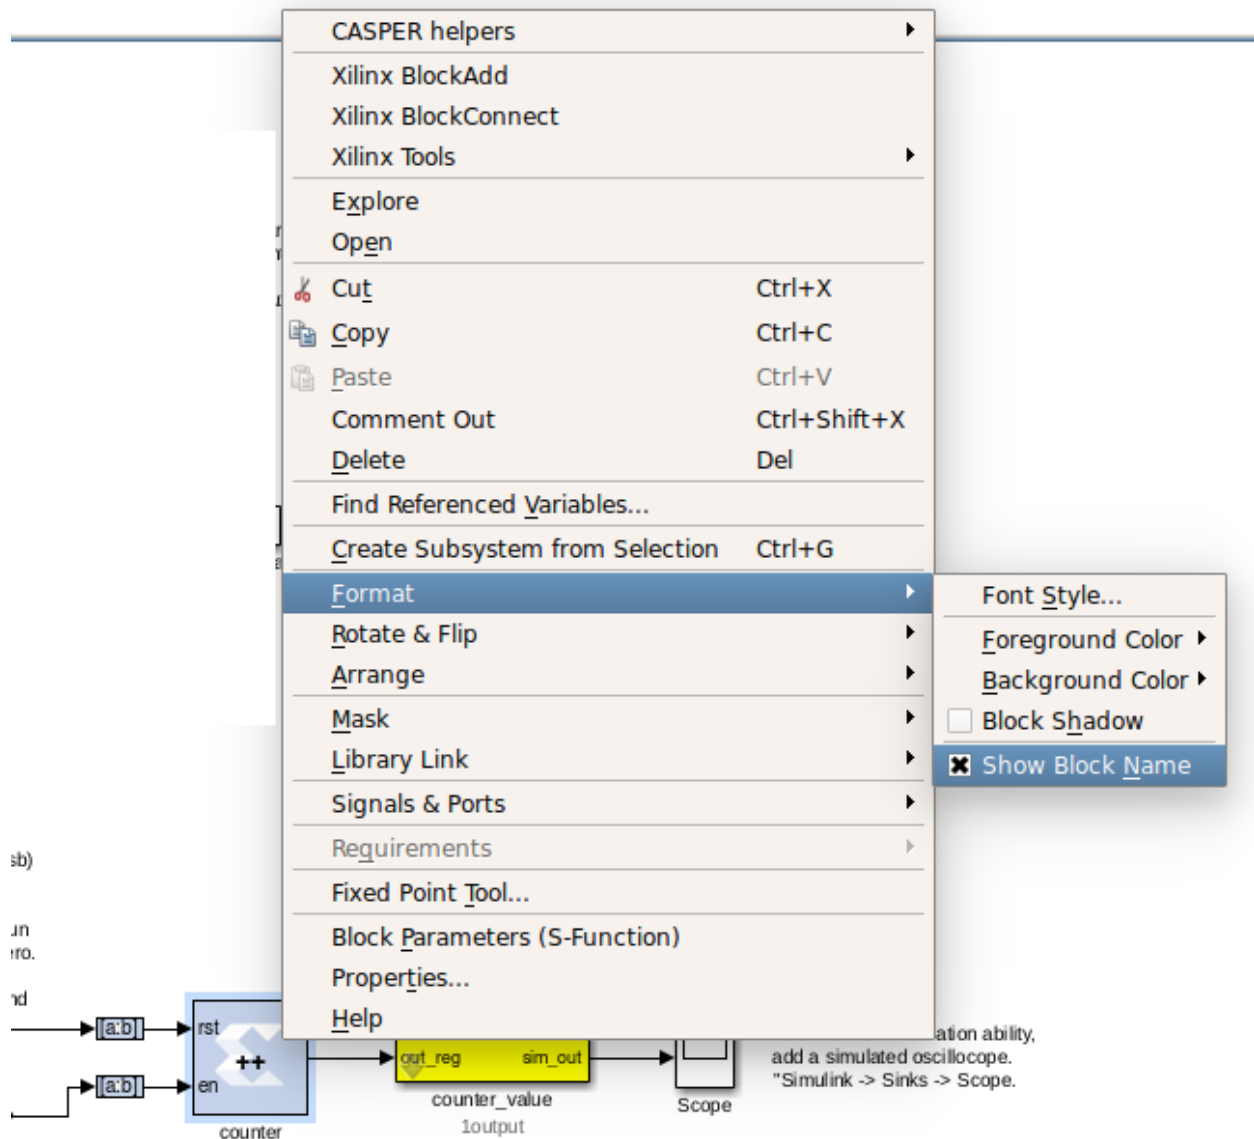 CASPER helpers
Xilinx BlockAdd
Xilinx BlockConnect
Xilinx Tools
Explore
Open
Cut Ctrl+X
Copy Ctrl+C
Paste Ctrl+V
Comment Out Ctrl+Shift+X
Delete Del
Find Referenced Variables...
Create Subsystem from Selection Ctrl+G
Format
Rotate & Flip
Arrange
Mask
Library Link
Signals & Ports
Requirements
Fixed Point Tool...
Block Parameters (S-Function)
Properties...
Help
Font Style...
Foreground Color
Background Color
Block Shadow
Show Block Name
sb)
[a:b]
rst
++
[a:b]
en
counter
out_reg sim_out
counter_value
1output
Scope
ation ability,
add a simulated oscillocope.
"Simulink -> Sinks -> Scope.